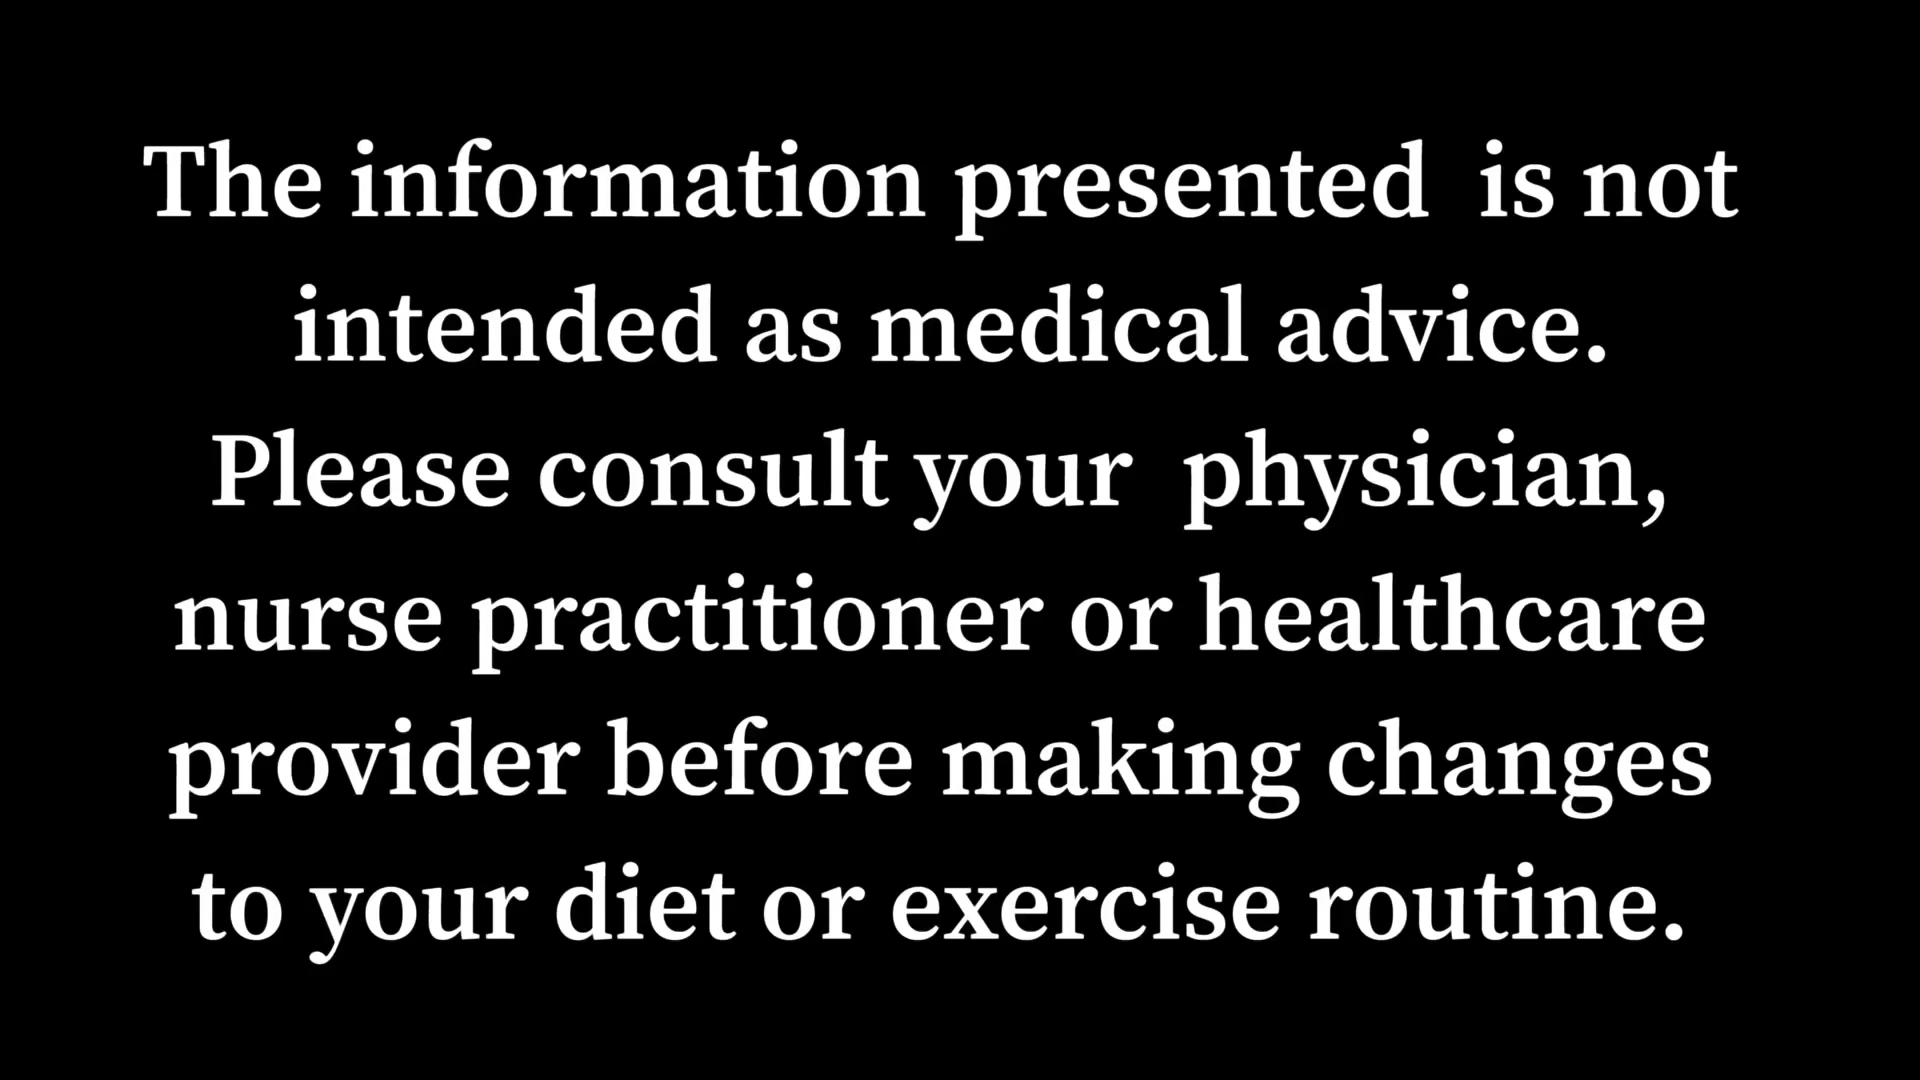 The information presented  is not
intended as medical advice.
Please consult your  physician,
nurse practitioner or healthcare
provider before making changes
to your diet or exercise routine.